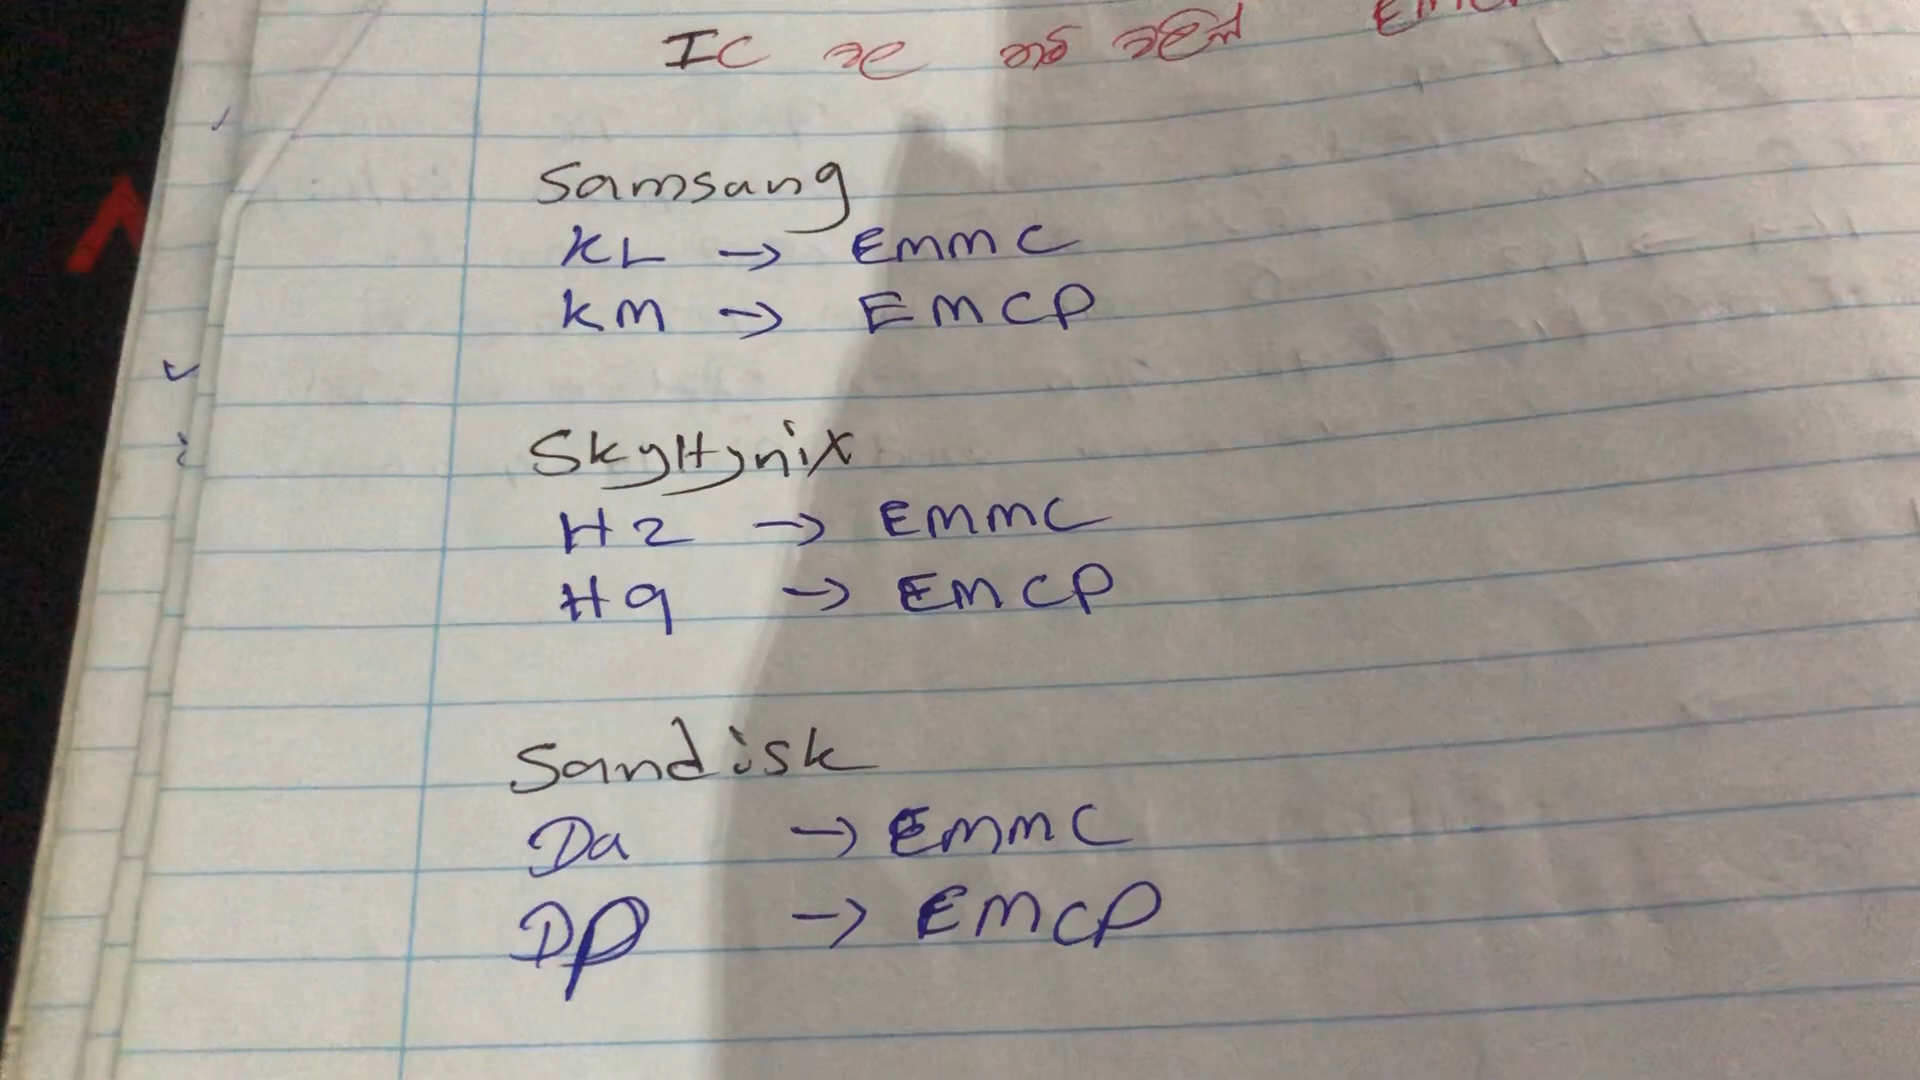 IC වල නම් වලින් EMCP
Samsang
KL → EMMC
KM → EMCP
SkyHynix
H2 → EMMC
H9 → EMCP
Sandisk
Da → EMMC
DP → EMCP